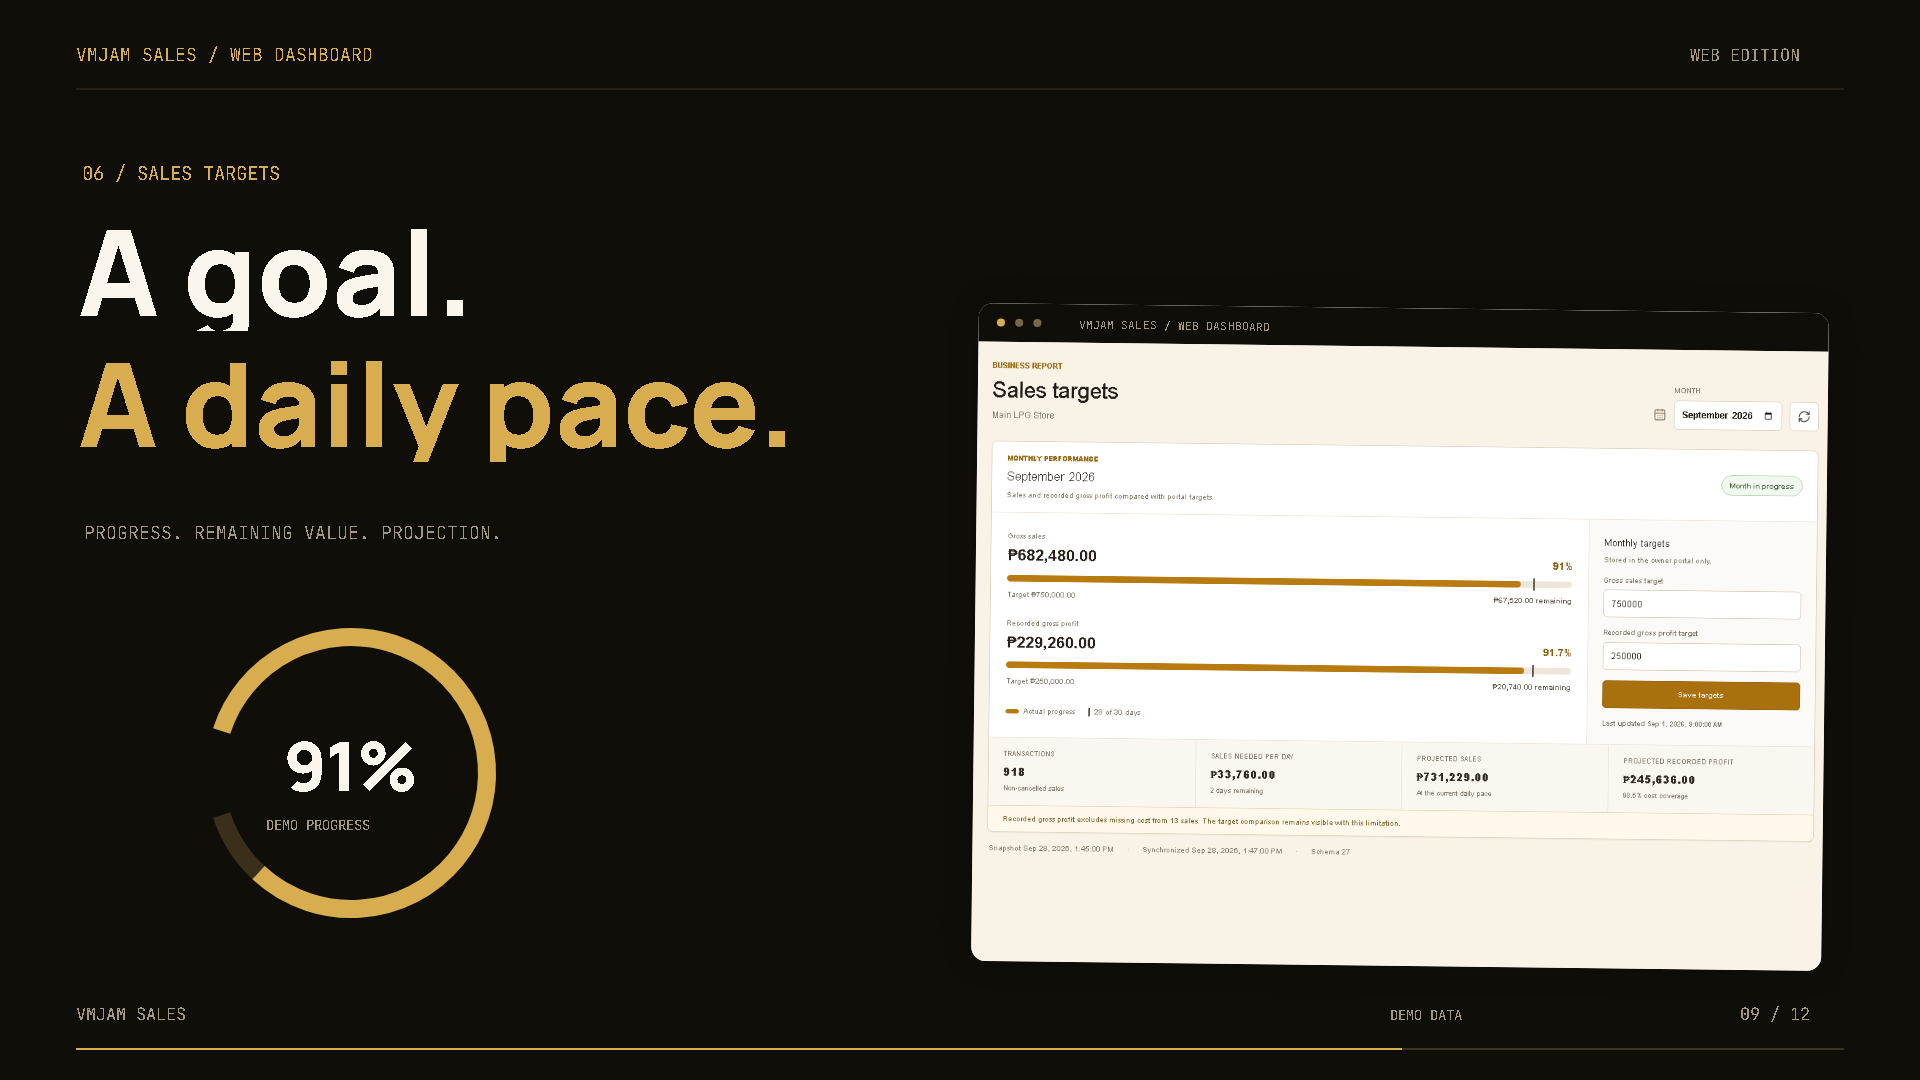 VMJAM SALES / WEB DASHBOARD
WEB EDITION
06 / SALES TARGETS
A goal.
A daily pace.
PROGRESS. REMAINING VALUE. PROJECTION.
91%
DEMO PROGRESS
VMJAM SALES / WEB DASHBOARD
BUSINESS REPORT
Sales targets
Main LPG Store
MONTH
September 2026
MONTHLY PERFORMANCE
September 2026
Sales and recorded gross profit compared with portal targets.
Month in progress
Gross sales
₱682,480.00
91%
Target ₱750,000.00
₱67,520.00 remaining
Recorded gross profit
₱229,260.00
91.7%
Target ₱250,000.00
₱20,740.00 remaining
Actual progress
28 of 30 days
Monthly targets
Stored in the owner portal only.
Gross sales target
750000
Recorded gross profit target
250000
Save targets
Last updated Sep 1, 2026, 9:00:00 AM
TRANSACTIONS
918
Non-cancelled sales
SALES NEEDED PER DAY
₱33,760.00
2 days remaining
PROJECTED SALES
₱731,229.00
At the current daily pace
PROJECTED RECORDED PROFIT
₱245,636.00
98.6% cost coverage
Recorded gross profit excludes missing cost from 13 sales. The target comparison remains visible with this limitation.
Snapshot Sep 28, 2026, 1:45:00 PM · Synchronized Sep 28, 2026, 1:47:00 PM · Schema 27
VMJAM SALES
DEMO DATA
09 / 12